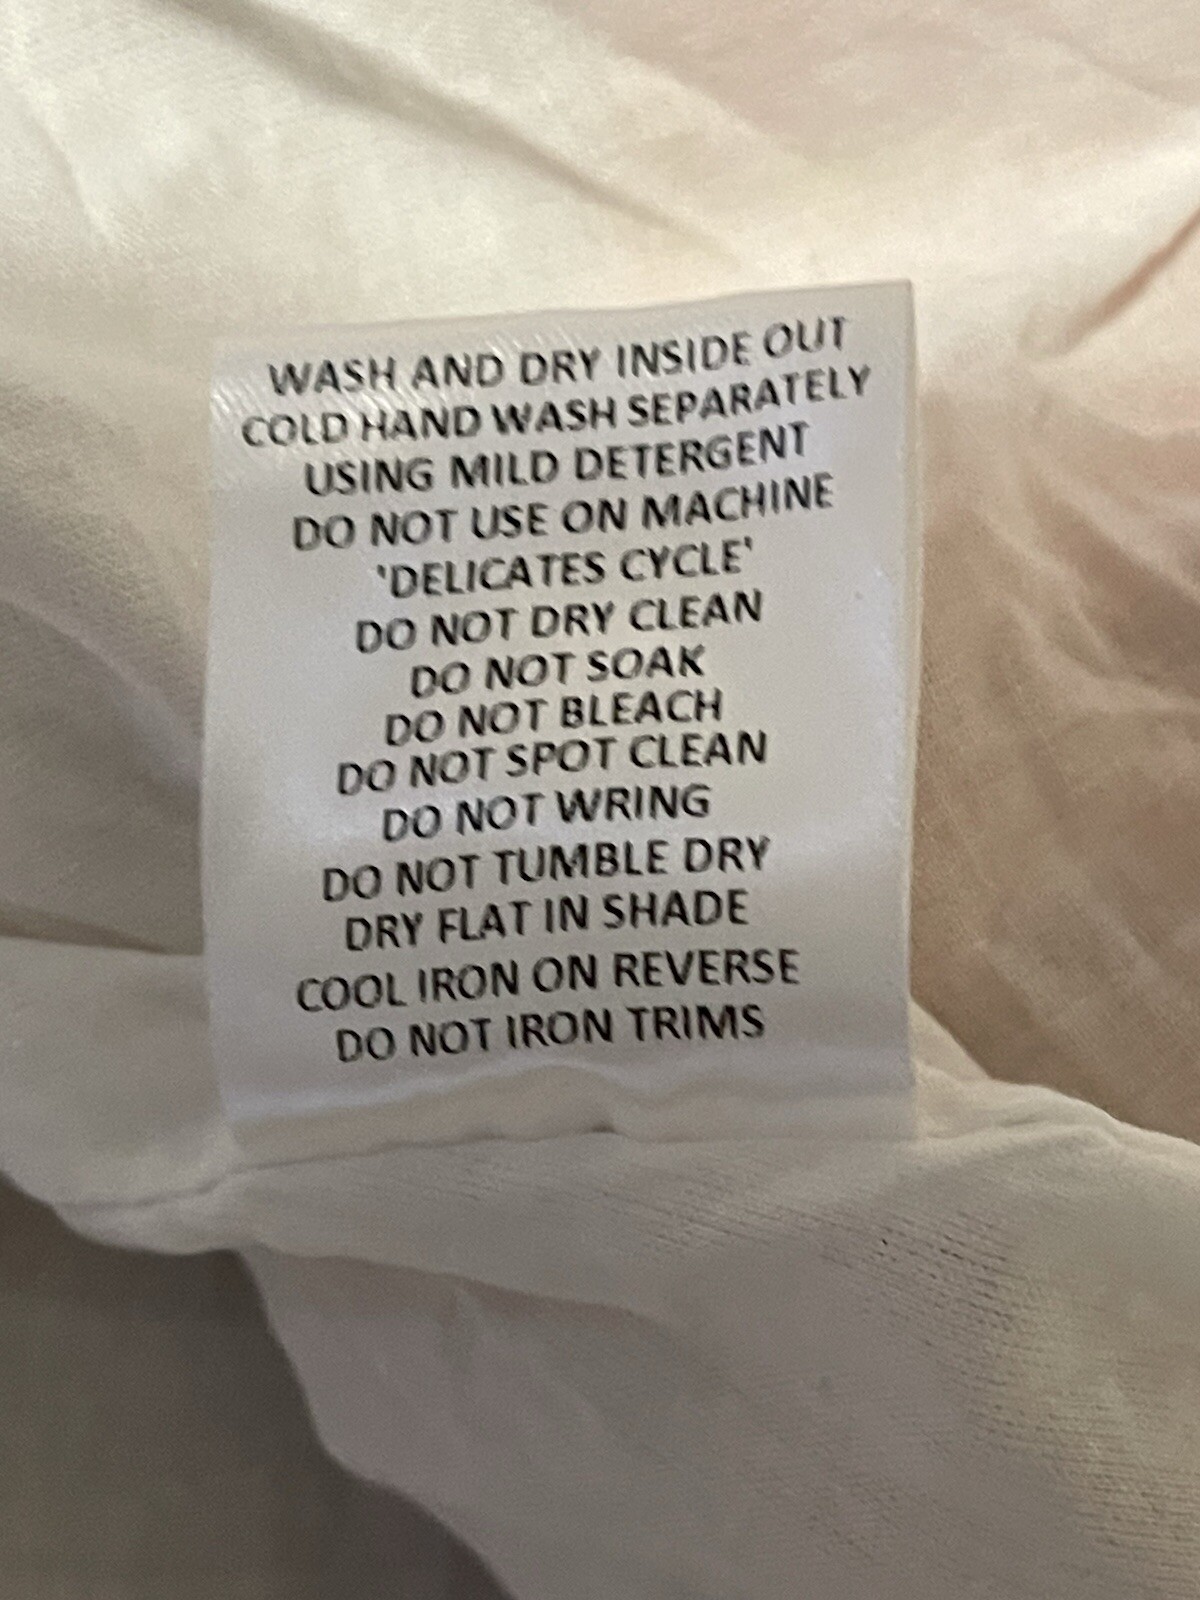 WASH AND DRY INSIDE OUT
COLD HAND WASH SEPARATELY
USING MILD DETERGENT
DO NOT USE ON MACHINE
'DELICATES CYCLE'
DO NOT DRY CLEAN
DO NOT SOAK
DO NOT BLEACH
DO NOT SPOT CLEAN
DO NOT WRING
DO NOT TUMBLE DRY
DRY FLAT IN SHADE
COOL IRON ON REVERSE
DO NOT IRON TRIMS